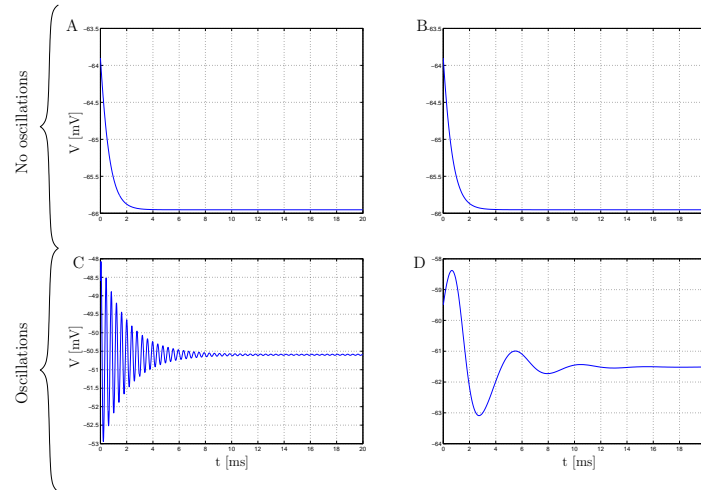 No oscillations
A
−63.5
−64
−64.5
−65
−65.5
−66
V [mV]
0 2 4 6 8 10 12 14 16 18 20
B
−63.5
−64
−64.5
−65
−65.5
−66
0 2 4 6 8 10 12 14 16 18
Oscillations
C
−48
−48.5
−49
−49.5
−50
−50.5
−51
−51.5
−52
−52.5
−53
V [mV]
0 2 4 6 8 10 12 14 16 18 20
t [ms]
D
−58
−59
−60
−61
−62
−63
−64
0 2 4 6 8 10 12 14 16 18
t [ms]